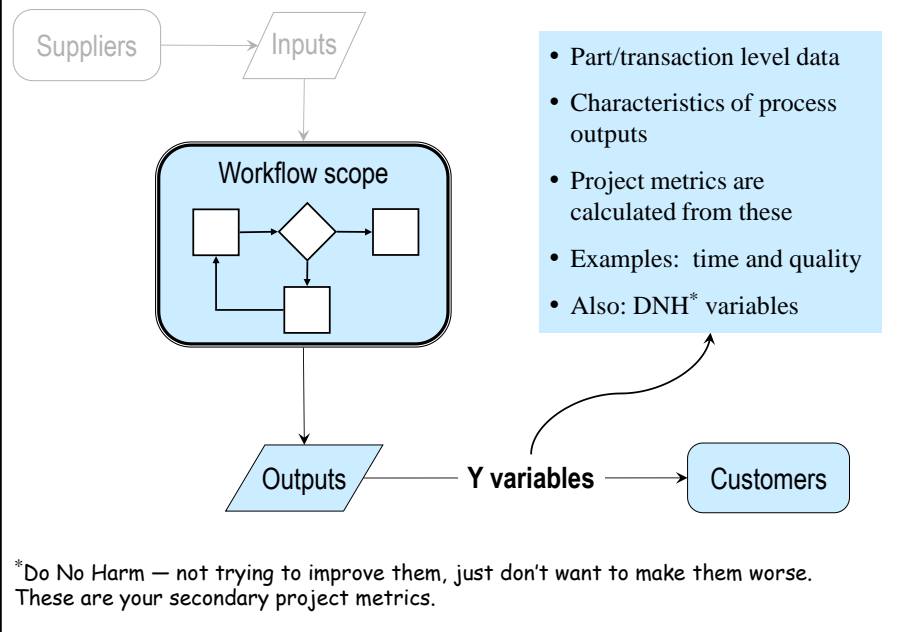 Suppliers
Inputs
Workflow scope
• Part/transaction level data
• Characteristics of process
outputs
• Project metrics are
calculated from these
• Examples: time and quality
• Also: DNH* variables
Outputs
Y variables
Customers
*Do No Harm — not trying to improve them, just don't want to make them worse.
These are your secondary project metrics.